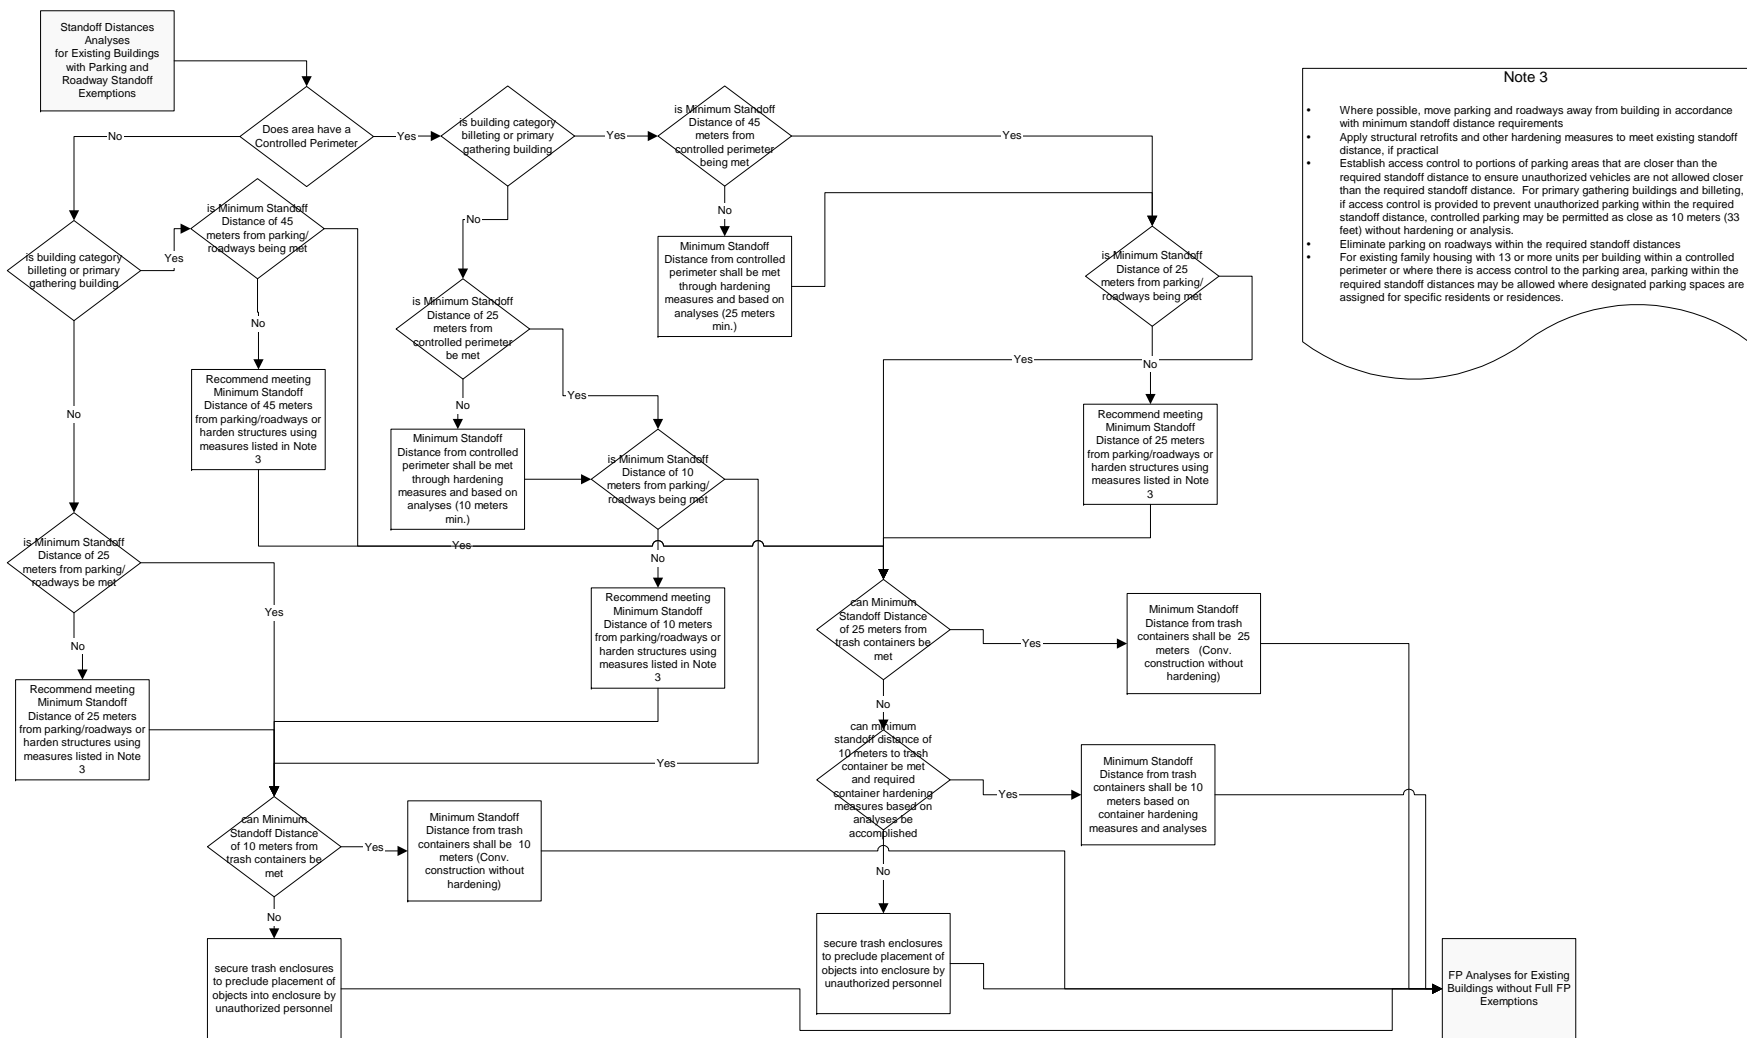 Standoff Distances
Analyses
for Existing Buildings
with Parking and
Roadway Standoff
Exemptions
Does area have a
Controlled Perimeter
No
Yes
is building category
billeting or primary
gathering building
Yes
No
is Minimum Standoff
Distance of 45
meters from
controlled perimeter
being met
Yes
No
Minimum Standoff
Distance from controlled
perimeter shall be met
through hardening
measures and based on
analyses (25 meters
min.)
is Minimum Standoff
Distance of 25
meters from parking/
roadways being met
Yes
No
Recommend meeting
Minimum Standoff
Distance of 25 meters
from parking/roadways or
harden structures using
measures listed in Note
3
Note 3
• Where possible, move parking and roadways away from building in accordance
with minimum standoff distance requirements
• Apply structural retrofits and other hardening measures to meet existing standoff
distance, if practical
• Establish access control to portions of parking areas that are closer than the
required standoff distance to ensure unauthorized vehicles are not allowed closer
than the required standoff distance. For primary gathering buildings and billeting,
if access control is provided to prevent unauthorized parking within the required
standoff distance, controlled parking may be permitted as close as 10 meters (33
feet) without hardening or analysis.
• Eliminate parking on roadways within the required standoff distances
• For existing family housing with 13 or more units per building within a controlled
perimeter or where there is access control to the parking area, parking within the
required standoff distances may be allowed where designated parking spaces are
assigned for specific residents or residences.
is building category
billeting or primary
gathering building
Yes
No
is Minimum Standoff
Distance of 45
meters from parking/
roadways being met
No
Yes
Recommend meeting
Minimum Standoff
Distance of 45 meters
from parking/roadways or
harden structures using
measures listed in Note
3
is Minimum Standoff
Distance of 25
meters from
controlled perimeter
be met
Yes
No
Minimum Standoff
Distance from controlled
perimeter shall be met
through hardening
measures and based on
analyses (10 meters
min.)
is Minimum Standoff
Distance of 10
meters from parking/
roadways being met
No
Yes
Recommend meeting
Minimum Standoff
Distance of 10 meters
from parking/roadways or
harden structures using
measures listed in Note
3
is Minimum Standoff
Distance of 25
meters from parking/
roadways be met
Yes
No
Recommend meeting
Minimum Standoff
Distance of 25 meters
from parking/roadways or
harden structures using
measures listed in Note
3
can Minimum
Standoff Distance
of 25 meters from
trash containers be
met
Yes
No
Minimum Standoff
Distance from trash
containers shall be 25
meters (Conv.
construction without
hardening)
can minimum
standoff distance of
10 meters to trash
container be met
and required
container hardening
measures based on
analyses be
accomplished
Yes
No
Minimum Standoff
Distance from trash
containers shall be 10
meters based on
container hardening
measures and analyses
can Minimum
Standoff Distance
of 10 meters from
trash containers be
met
Yes
No
Minimum Standoff
Distance from trash
containers shall be 10
meters (Conv.
construction without
hardening)
secure trash enclosures
to preclude placement of
objects into enclosure by
unauthorized personnel
secure trash enclosures
to preclude placement of
objects into enclosure by
unauthorized personnel
FP Analyses for Existing
Buildings without Full FP
Exemptions